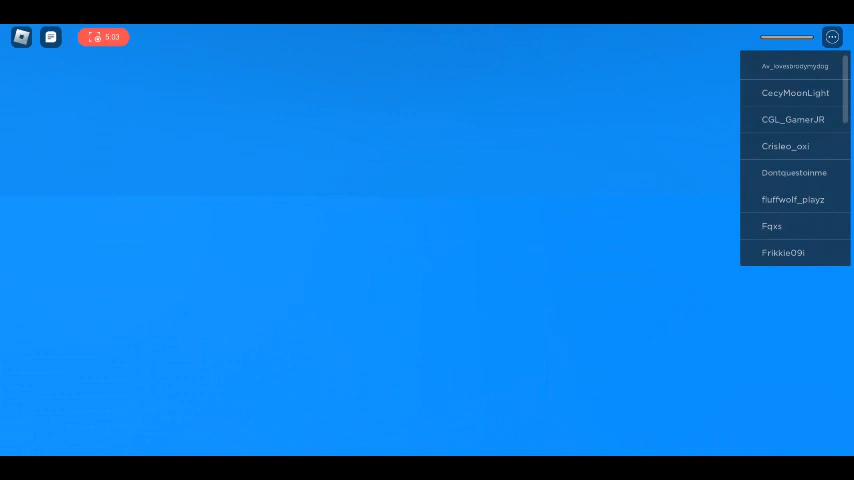 5:03
Av_lovesbrodymydog
CecyMoonLight
CGL_GamerJR
Crisleo_oxi
Dontquestoinme
fluffwolf_playz
Fqxs
Frikkie09i